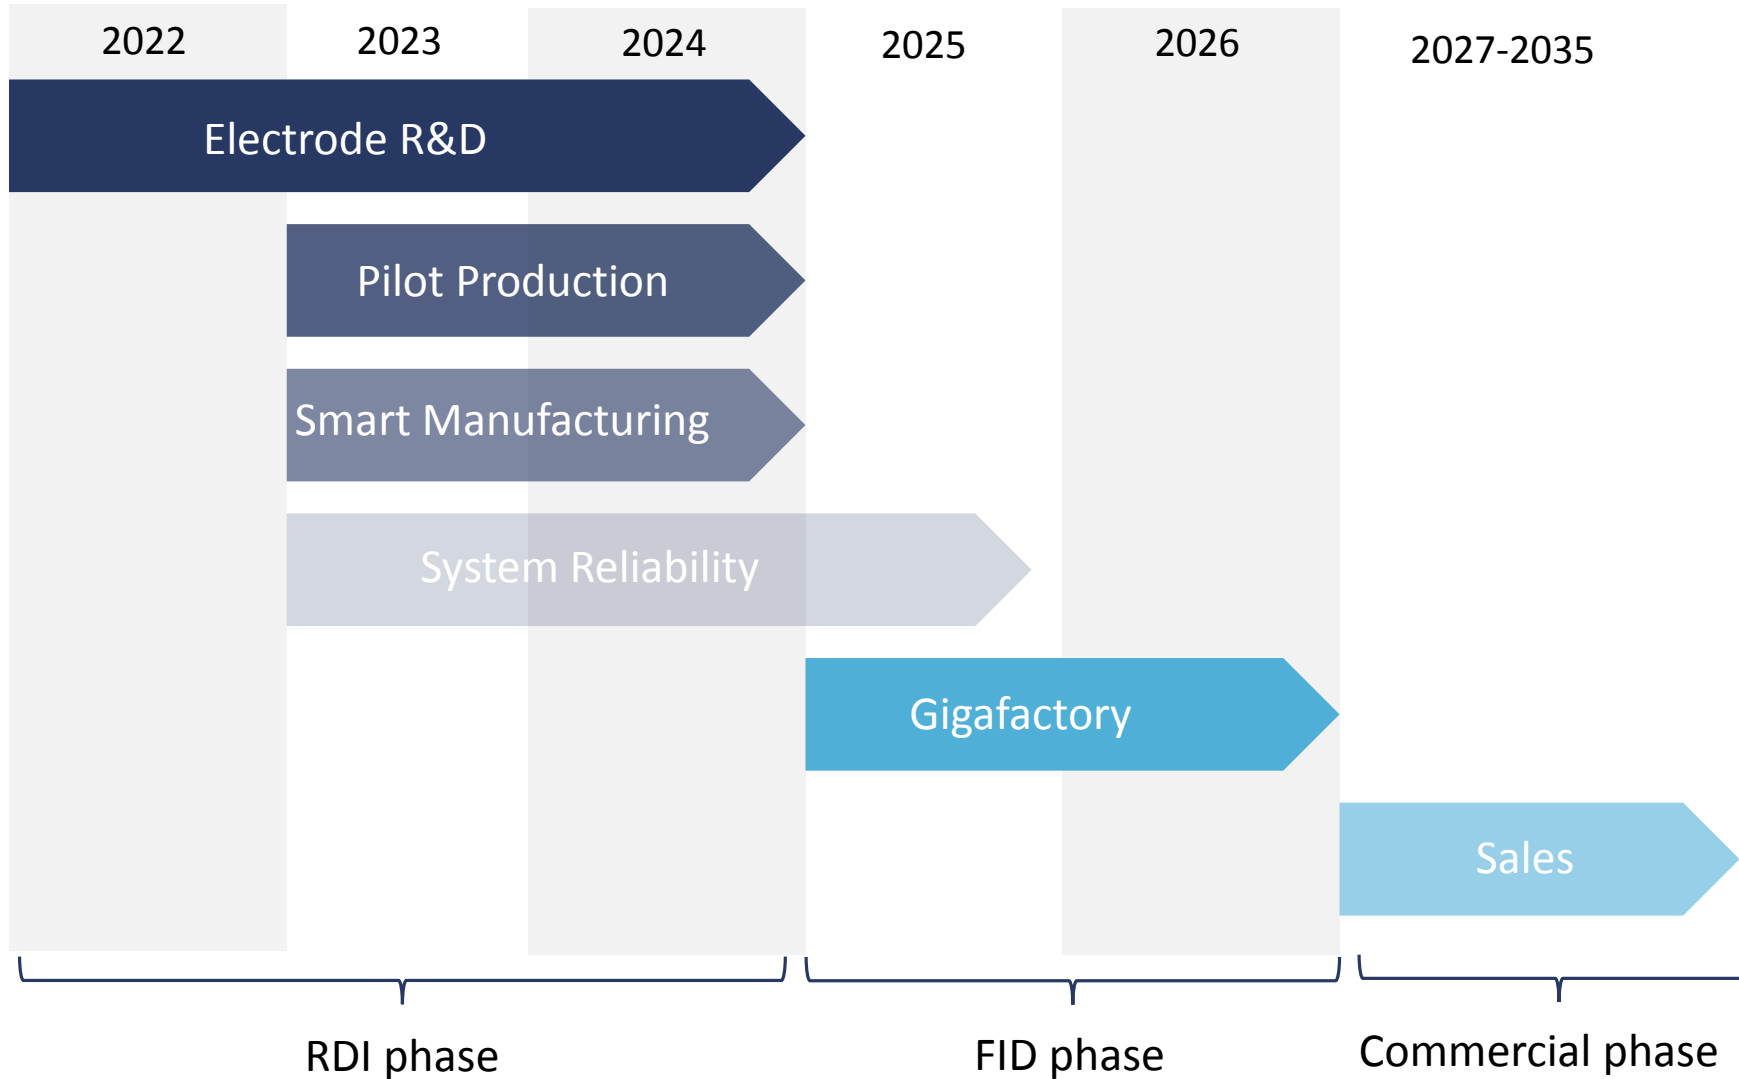 2022
2023
2024
2025
2026
2027-2035
Electrode R&D
Pilot Production
Smart Manufacturing
System Reliability
Gigafactory
Sales
RDI phase
FID phase
Commercial phase